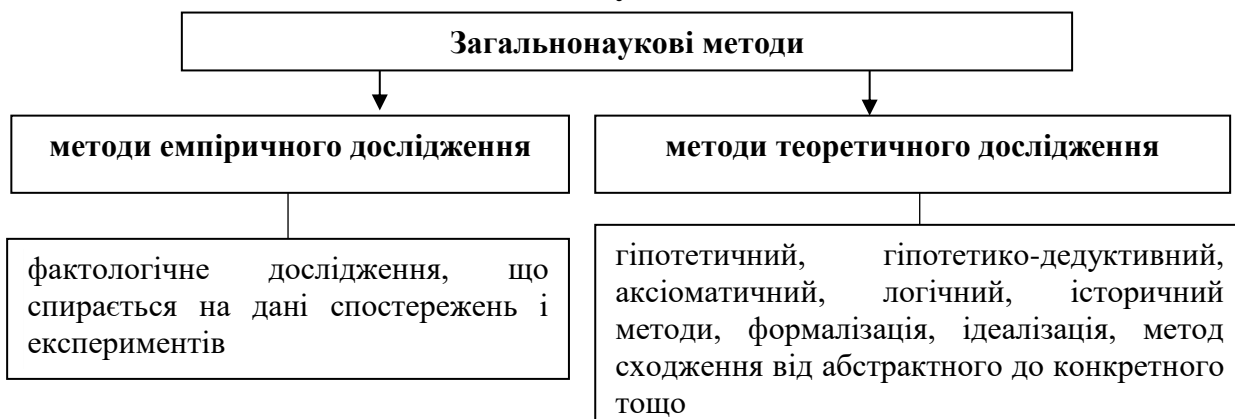 Загальнонаукові методи
методи емпіричного дослідження
методи теоретичного дослідження
фактологічне дослідження, що
спирається на дані спостережень і
експериментів
гіпотетичний, гіпотетико-дедуктивний,
аксіоматичний, логічний, історичний
методи, формалізація, ідеалізація, метод
сходження від абстрактного до конкретного
тощо